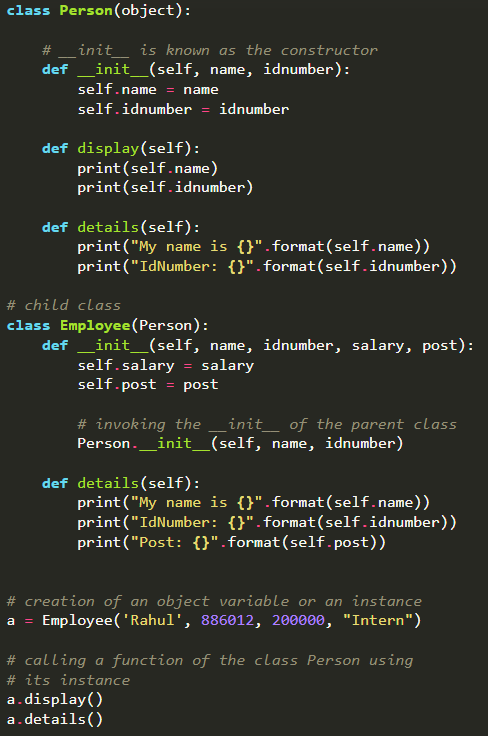 class Person(object):
    # __init__ is known as the constructor
    def __init__(self, name, idnumber):
        self.name = name
        self.idnumber = idnumber
    def display(self):
        print(self.name)
        print(self.idnumber)
    def details(self):
        print("My name is {}".format(self.name))
        print("IdNumber: {}".format(self.idnumber))
# child class
class Employee(Person):
    def __init__(self, name, idnumber, salary, post):
        self.salary = salary
        self.post = post
        # invoking the __init__ of the parent class
        Person.__init__(self, name, idnumber)
    def details(self):
        print("My name is {}".format(self.name))
        print("IdNumber: {}".format(self.idnumber))
        print("Post: {}".format(self.post))
# creation of an object variable or an instance
a = Employee('Rahul', 886012, 200000, "Intern")
# calling a function of the class Person using
# its instance
a.display()
a.details()